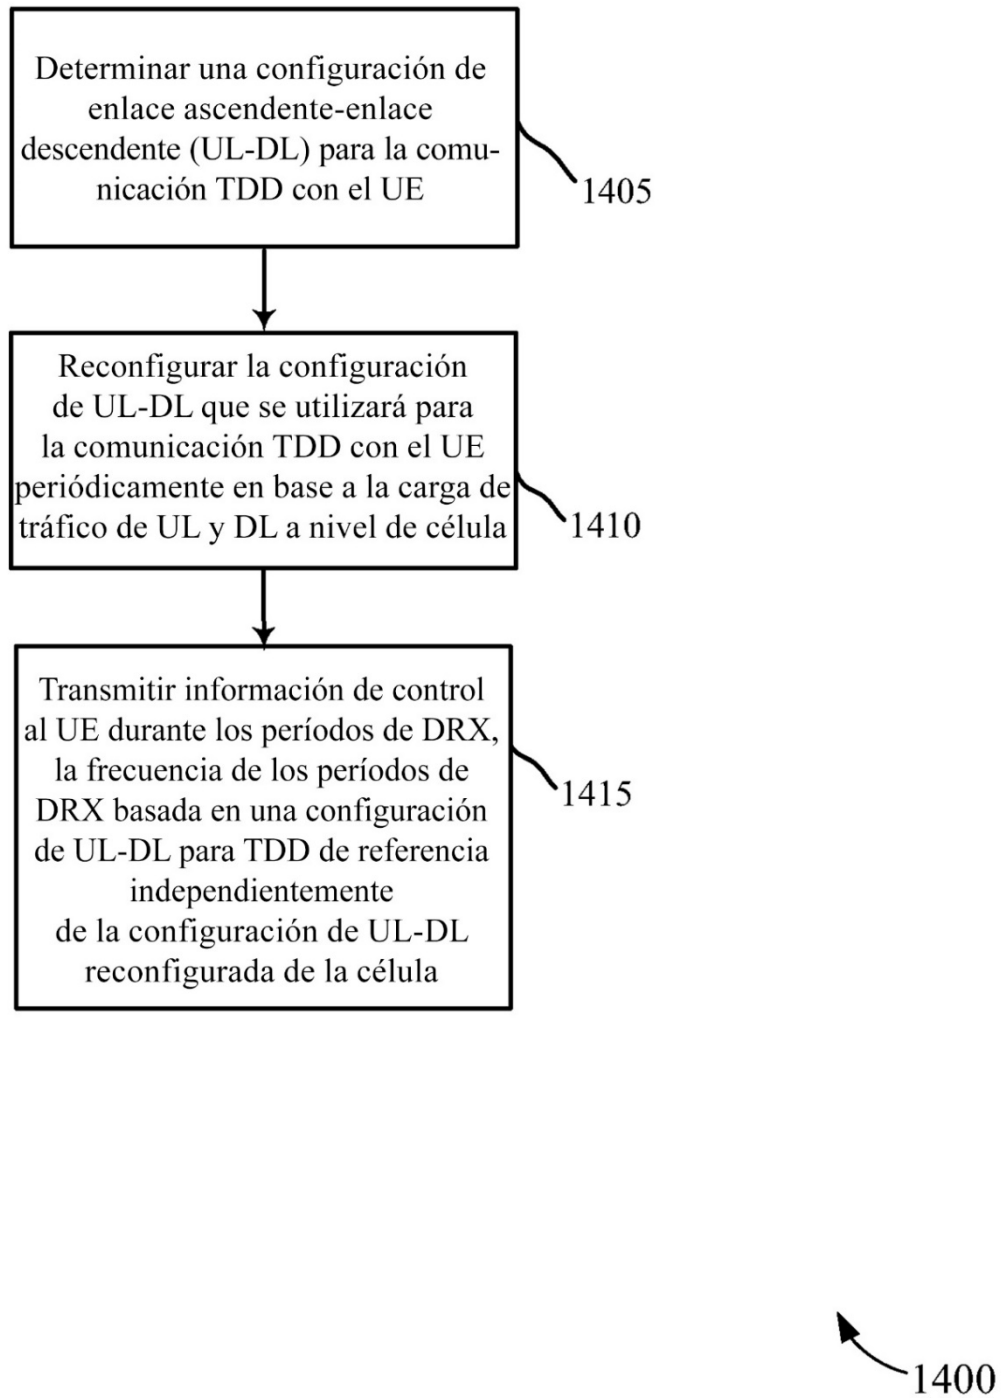 Determinar una configuración de
enlace ascendente-enlace
descendente (UL-DL) para la comu-
nicación TDD con el UE
1405
Reconfigurar la configuración
de UL-DL que se utilizará para
la comunicación TDD con el UE
periódicamente en base a la carga de
tráfico de UL y DL a nivel de célula
1410
Transmitir información de control
al UE durante los períodos de DRX,
la frecuencia de los períodos de
DRX basada en una configuración
de UL-DL para TDD de referencia
independientemente
de la configuración de UL-DL
reconfigurada de la célula
1415
1400